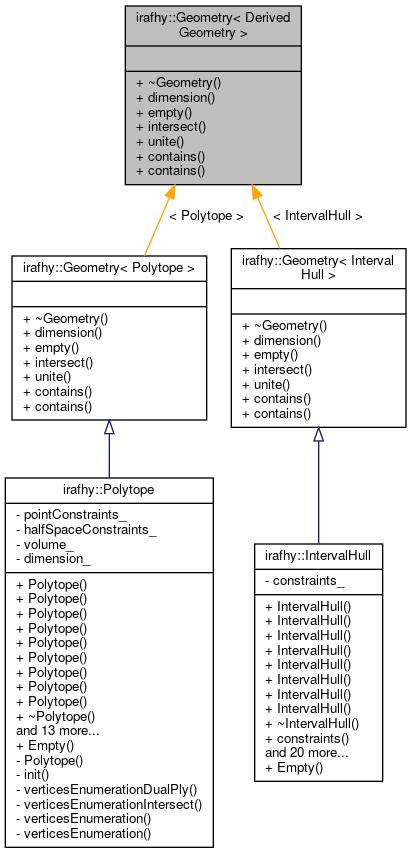 irafhy::Geometry< Derived
Geometry >
+ ~Geometry()
+ dimension()
+ empty()
+ intersect()
+ unite()
+ contains()
+ contains()
< Polytope >
< IntervalHull >
irafhy::Geometry< Polytope >
+ ~Geometry()
+ dimension()
+ empty()
+ intersect()
+ unite()
+ contains()
+ contains()
irafhy::Geometry< Interval
Hull >
+ ~Geometry()
+ dimension()
+ empty()
+ intersect()
+ unite()
+ contains()
+ contains()
irafhy::Polytope
- pointConstraints_
- halfSpaceConstraints_
- volume_
- dimension_
+ Polytope()
+ Polytope()
+ Polytope()
+ Polytope()
+ Polytope()
+ Polytope()
+ Polytope()
+ Polytope()
+ Polytope()
+ ~Polytope()
and 13 more...
+ Empty()
- Polytope()
- init()
- verticesEnumerationDualPly()
- verticesEnumerationIntersect()
- verticesEnumeration()
- verticesEnumeration()
irafhy::IntervalHull
- constraints_
+ IntervalHull()
+ IntervalHull()
+ IntervalHull()
+ IntervalHull()
+ IntervalHull()
+ IntervalHull()
+ IntervalHull()
+ IntervalHull()
+ ~IntervalHull()
+ constraints()
and 20 more...
+ Empty()